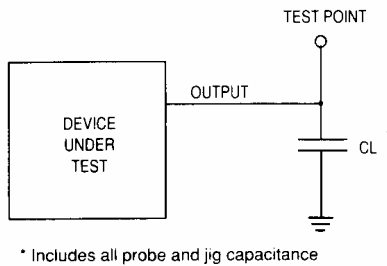 TEST POINT
OUTPUT
DEVICE
UNDER
TEST
CL
* Includes all probe and jig capacitance